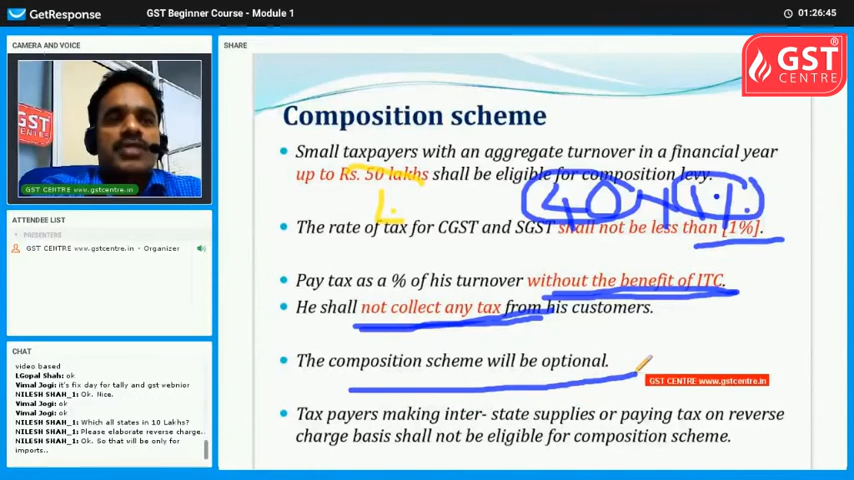 GetResponse
GST Beginner Course - Module 1
01:26:45
CAMERA AND VOICE
SHARE
GST
CENTRE
GST
CENTRE
GST CENTRE www.gstcentre.in
Composition scheme
Small taxpayers with an aggregate turnover in a financial year
up to Rs. 50 lakhs shall be eligible for composition levy.
40 1%
L
The rate of tax for CGST and SGST shall not be less than [1%].
Pay tax as a % of his turnover without the benefit of ITC.
He shall not collect any tax from his customers.
The composition scheme will be optional.
GST CENTRE www.gstcentre.in
Tax payers making inter- state supplies or paying tax on reverse
charge basis shall not be eligible for composition scheme.
ATTENDEE LIST
PRESENTERS
GST CENTRE www.gstcentre.in - Organizer
CHAT
video based
LGopal Shah: ok
Vimal Jogi: it's fix day for tally and gst webnior
NILESH SHAH_1: Ok. Nice.
Vimal Jogi: ok
Vimal Jogi: ok
NILESH SHAH_1: Which all states in 10 Lakhs?
NILESH SHAH_1: Please elaborate reverse charge..
NILESH SHAH_1: Ok. So that will be only for
imports..